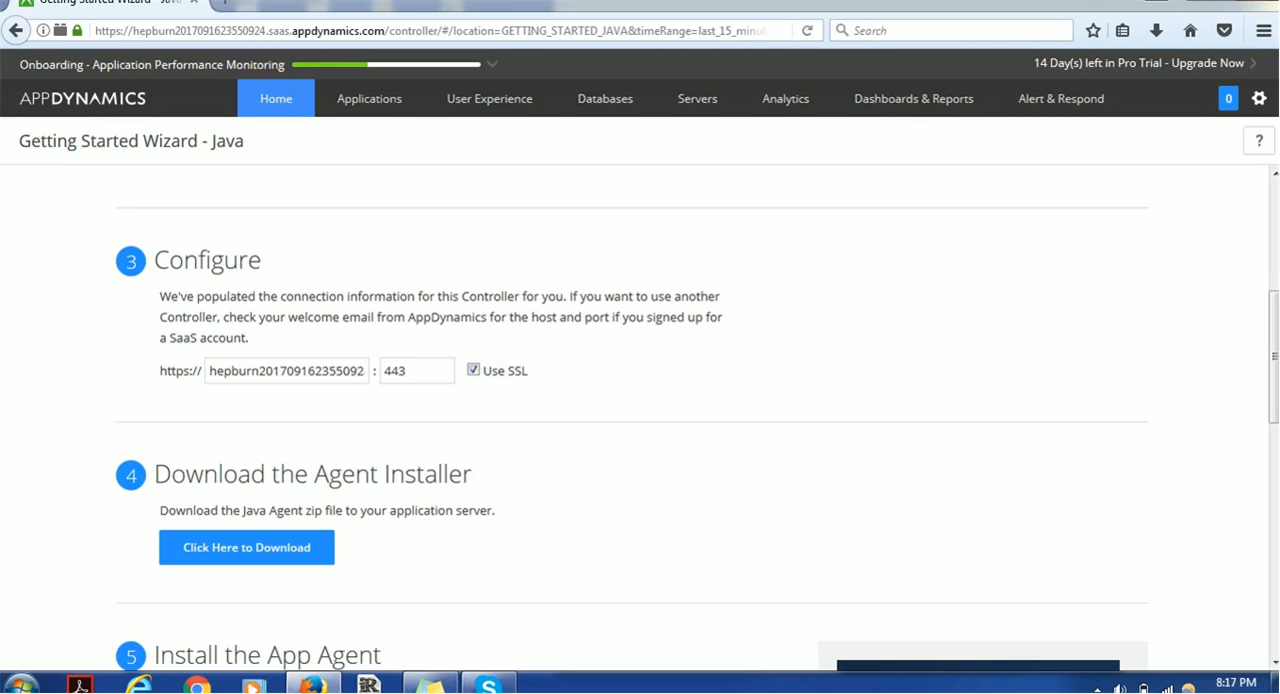 Getting Started Wizard - Java
https://hepburn2017091623550924.saas.appdynamics.com/controller/#/location=GETTING_STARTED_JAVA&timeRange=last_15_minut
Search
Onboarding - Application Performance Monitoring
14 Day(s) left in Pro Trial - Upgrade Now
APPDYNAMICS
Home
Applications
User Experience
Databases
Servers
Analytics
Dashboards & Reports
Alert & Respond
0
Getting Started Wizard - Java
?
3 Configure
We've populated the connection information for this Controller for you. If you want to use another
Controller, check your welcome email from AppDynamics for the host and port if you signed up for
a SaaS account.
https:// hepburn201709162355092 : 443 Use SSL
4 Download the Agent Installer
Download the Java Agent zip file to your application server.
Click Here to Download
5 Install the App Agent
8:17 PM